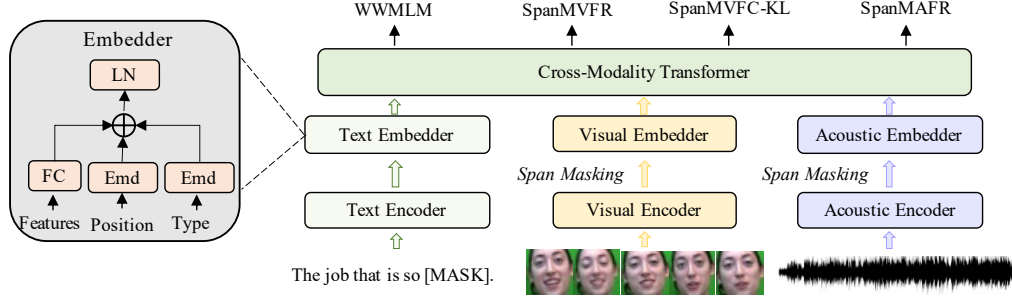 WWMLM SpanMVFR SpanMVFC-KL SpanMAFR
Embedder
LN
FC Emd Emd
Features Position Type
Cross-Modality Transformer
Text Embedder Visual Embedder Acoustic Embedder
Span Masking Span Masking
Text Encoder Visual Encoder Acoustic Encoder
The job that is so [MASK].